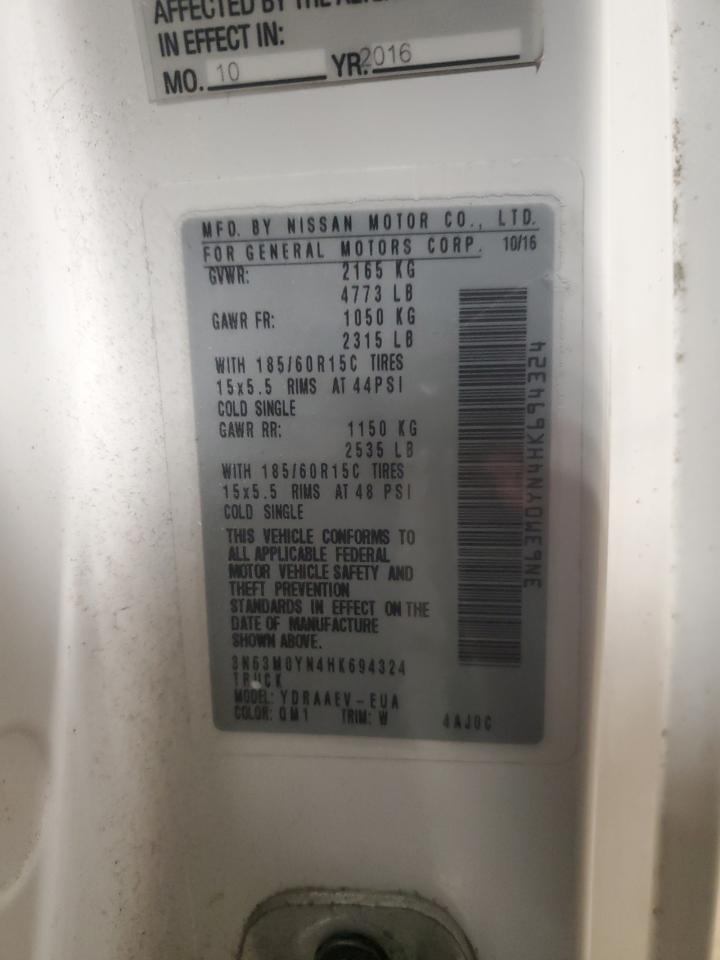 AFFECTED BY THE
IN EFFECT IN:
MO. 10 YR. 2016
MFD. BY NISSAN MOTOR CO., LTD.
FOR GENERAL MOTORS CORP. 10/16
GVWR: 2165 KG
4773 LB
GAWR FR: 1050 KG
2315 LB
WITH 185/60R15C TIRES
15x5.5 RIMS AT 44PSI
COLD SINGLE
GAWR RR: 1150 KG
2535 LB
WITH 185/60R15C TIRES
15x5.5 RIMS AT 48 PSI
COLD SINGLE
THIS VEHICLE CONFORMS TO
ALL APPLICABLE FEDERAL
MOTOR VEHICLE SAFETY AND
THEFT PREVENTION
STANDARDS IN EFFECT ON THE
DATE OF MANUFACTURE
SHOWN ABOVE.
3N63M0YN4HK694324
TRUCK
MODEL: YDRAAEV-EUA
COLOR: QM1 TRIM: W 4AJ0C
3N63M0YN4HK694324